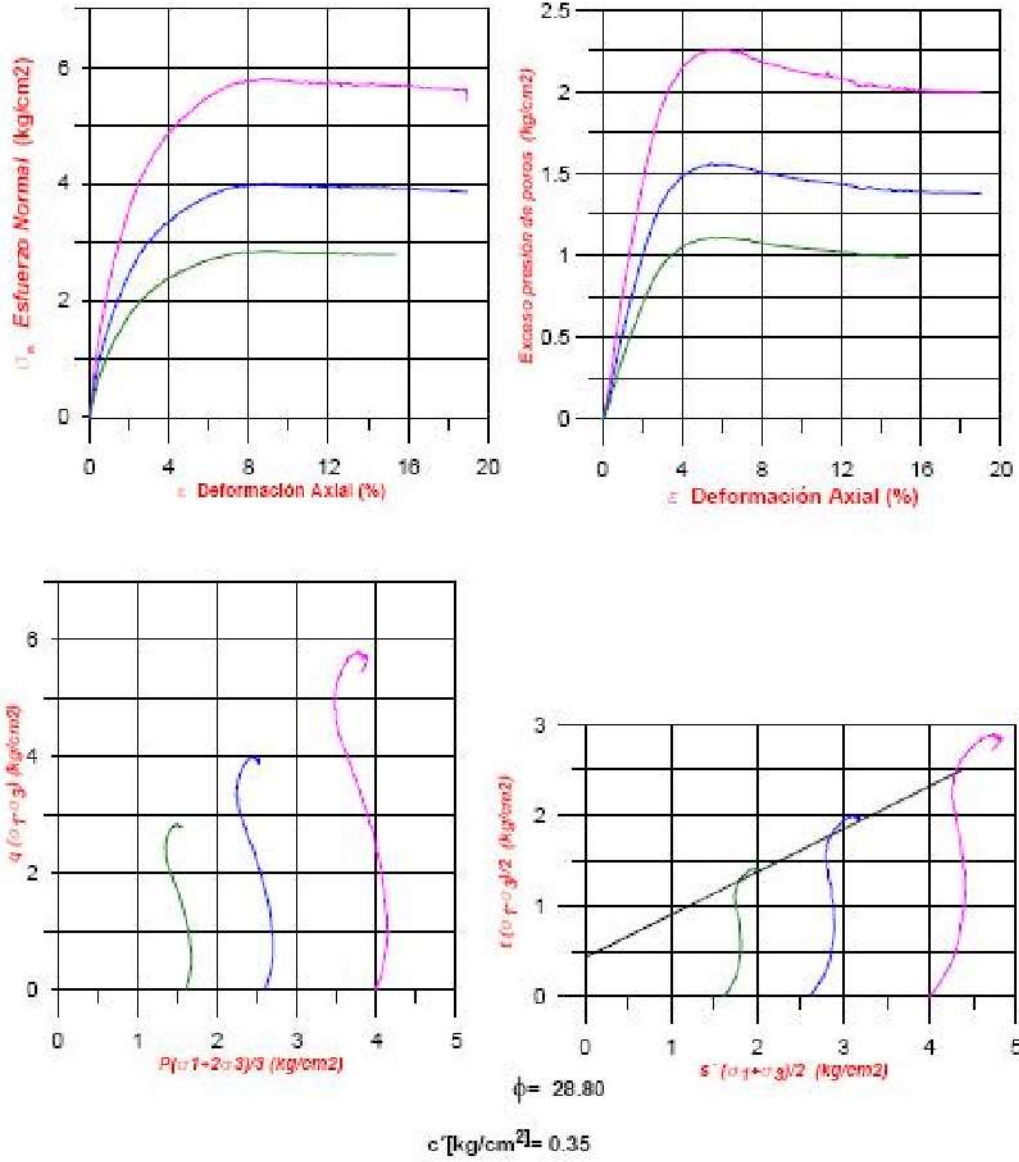 σn Esfuerzo Normal (kg/cm2)
6
4
2
0
0 4 8 12 16 20
ε Deformación Axial (%)
Exceso presión de poros (kg/cm2)
2.5
2
1.5
1
0.5
0
0 4 8 12 16 20
ε Deformación Axial (%)
q (σ1-σ3) (kg/cm2)
6
4
2
0
0 1 2 3 4 5
P(σ1+2σ3)/3 (kg/cm2)
t (σ1-σ3)/2 (kg/cm2)
3
2
1
0
0 1 2 3 4 5
s´ (σ1+σ3)/2 (kg/cm2)
ϕ= 28.80
c´[kg/cm²]= 0.35